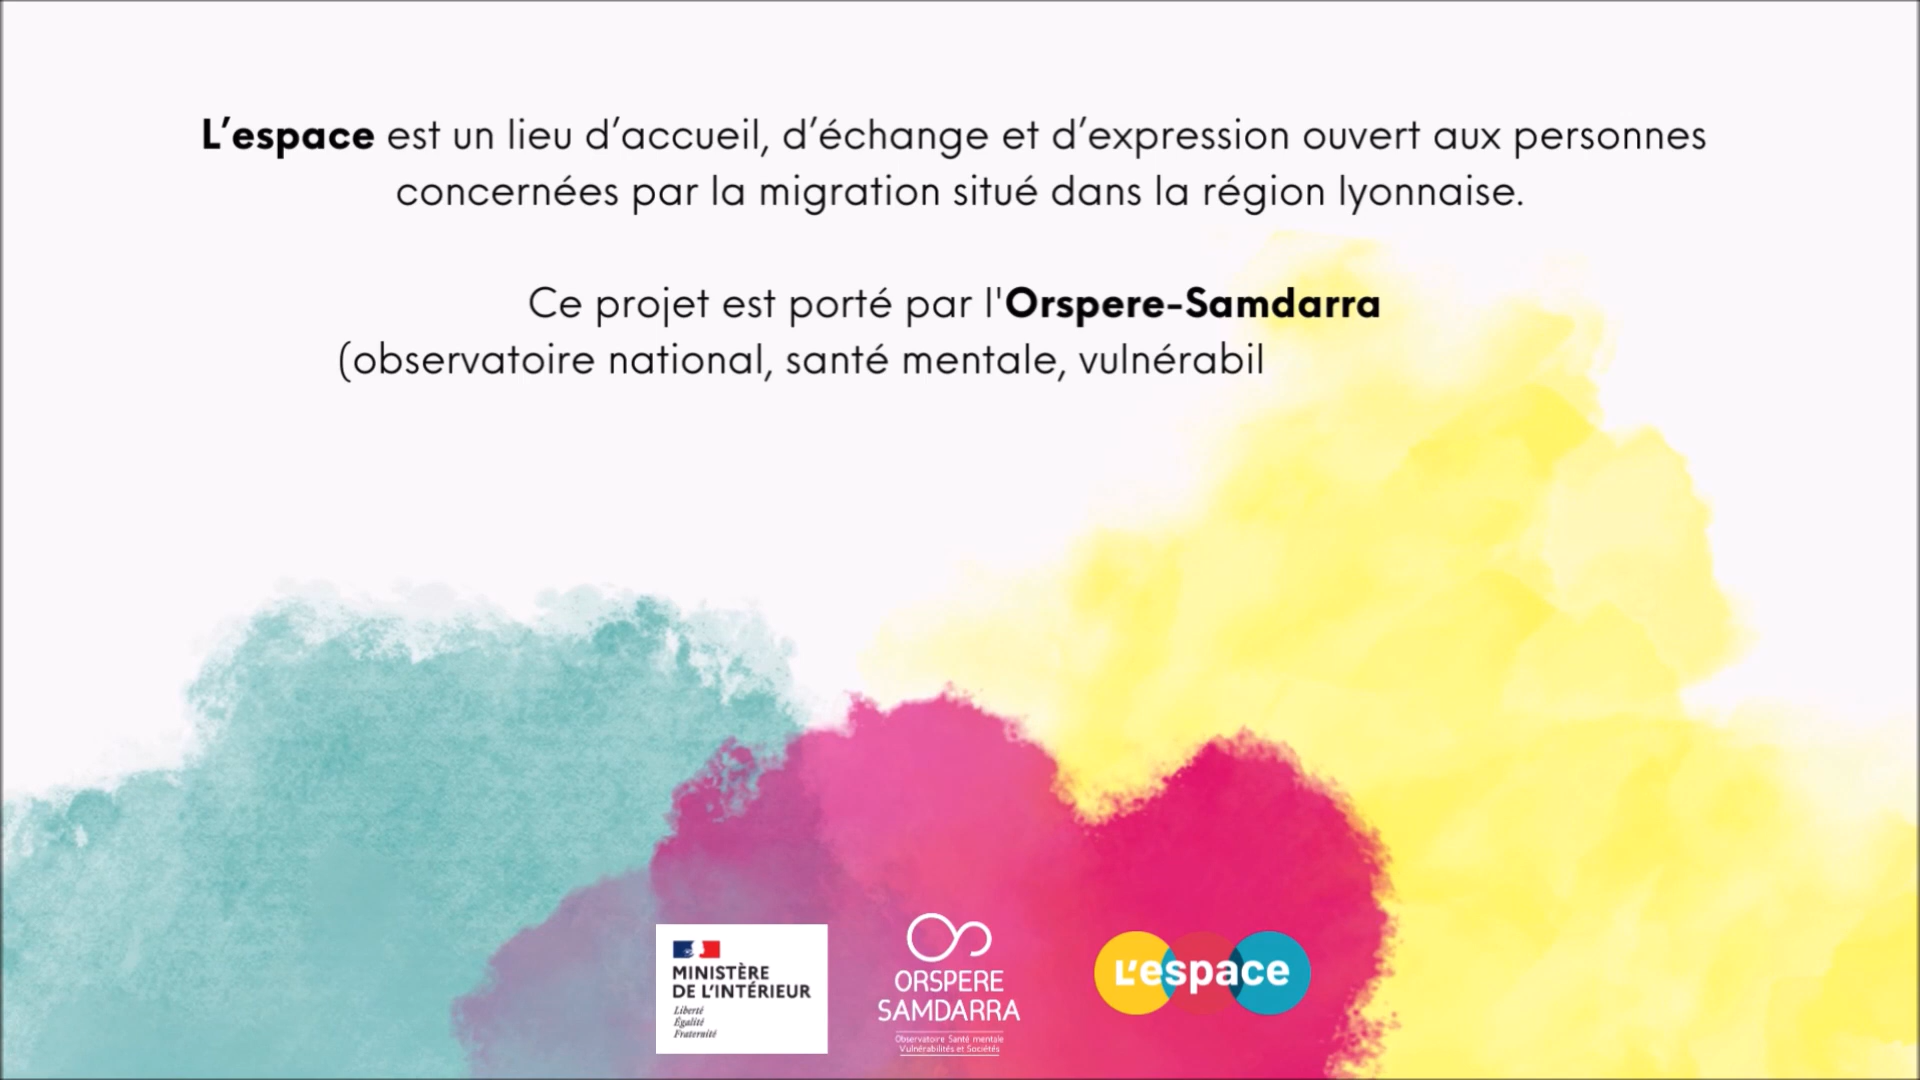 L’espace est un lieu d’accueil, d’échange et d’expression ouvert aux personnes
concernées par la migration situé dans la région lyonnaise.
Ce projet est porté par l'Orspere-Samdarra
(observatoire national, santé mentale, vulnérabil
MINISTÈRE
DE L'INTÉRIEUR
Liberté
Égalité
Fraternité
ORSPERE
SAMDARRA
Observatoire Santé mentale
Vulnérabilités et Sociétés
L'espace